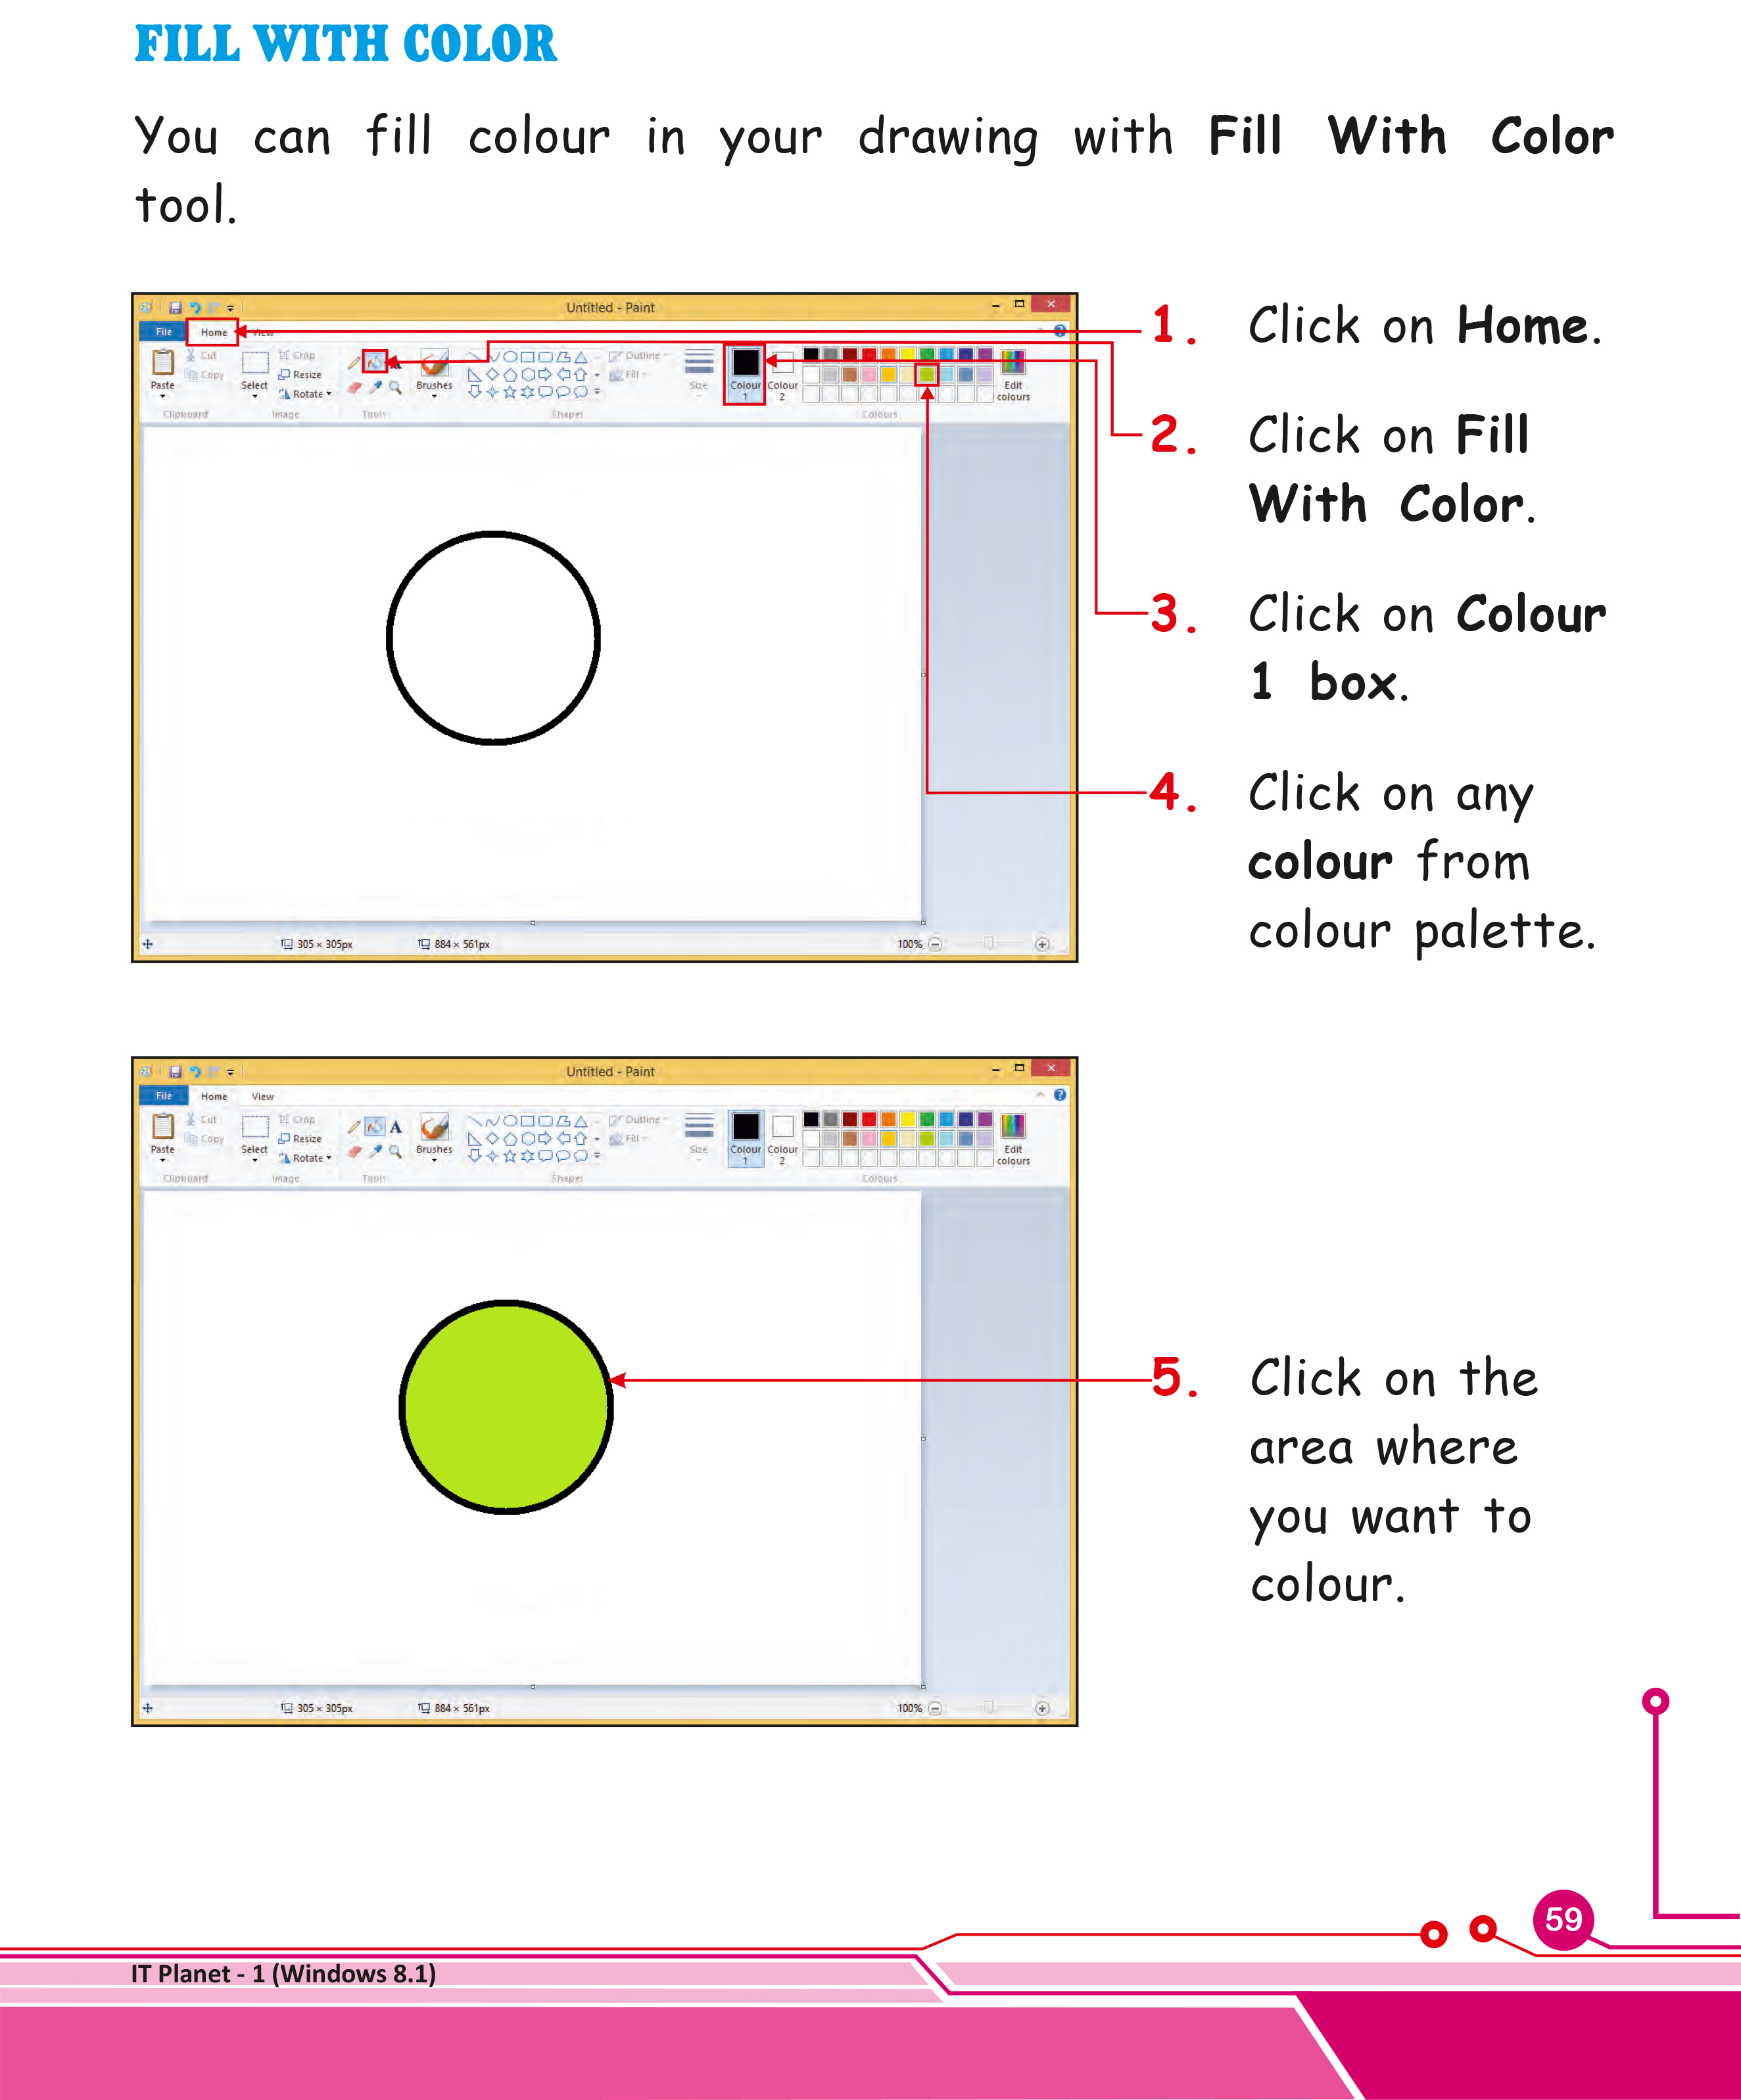 FILL WITH COLOR
You can fill colour in your drawing with Fill With Color
tool.
Untitled - Paint
File Home View
Cut
Copy
Paste
Clipboard
Crop
Resize
Rotate
Select
Image
Tools
Brushes
Shapes
Outline
Fill
Size
Colour
1
Colour
2
Colours
Edit
colours
305 × 305px
884 × 561px
100%
1. Click on Home.
2. Click on Fill
With Color.
3. Click on Colour
1 box.
4. Click on any
colour from
colour palette.
Untitled - Paint
File Home View
Cut
Copy
Paste
Clipboard
Crop
Resize
Rotate
Select
Image
A
Tools
Brushes
Shapes
Outline
Fill
Size
Colour
1
Colour
2
Colours
Edit
colours
305 × 305px
884 × 561px
100%
5. Click on the
area where
you want to
colour.
59
IT Planet - 1 (Windows 8.1)